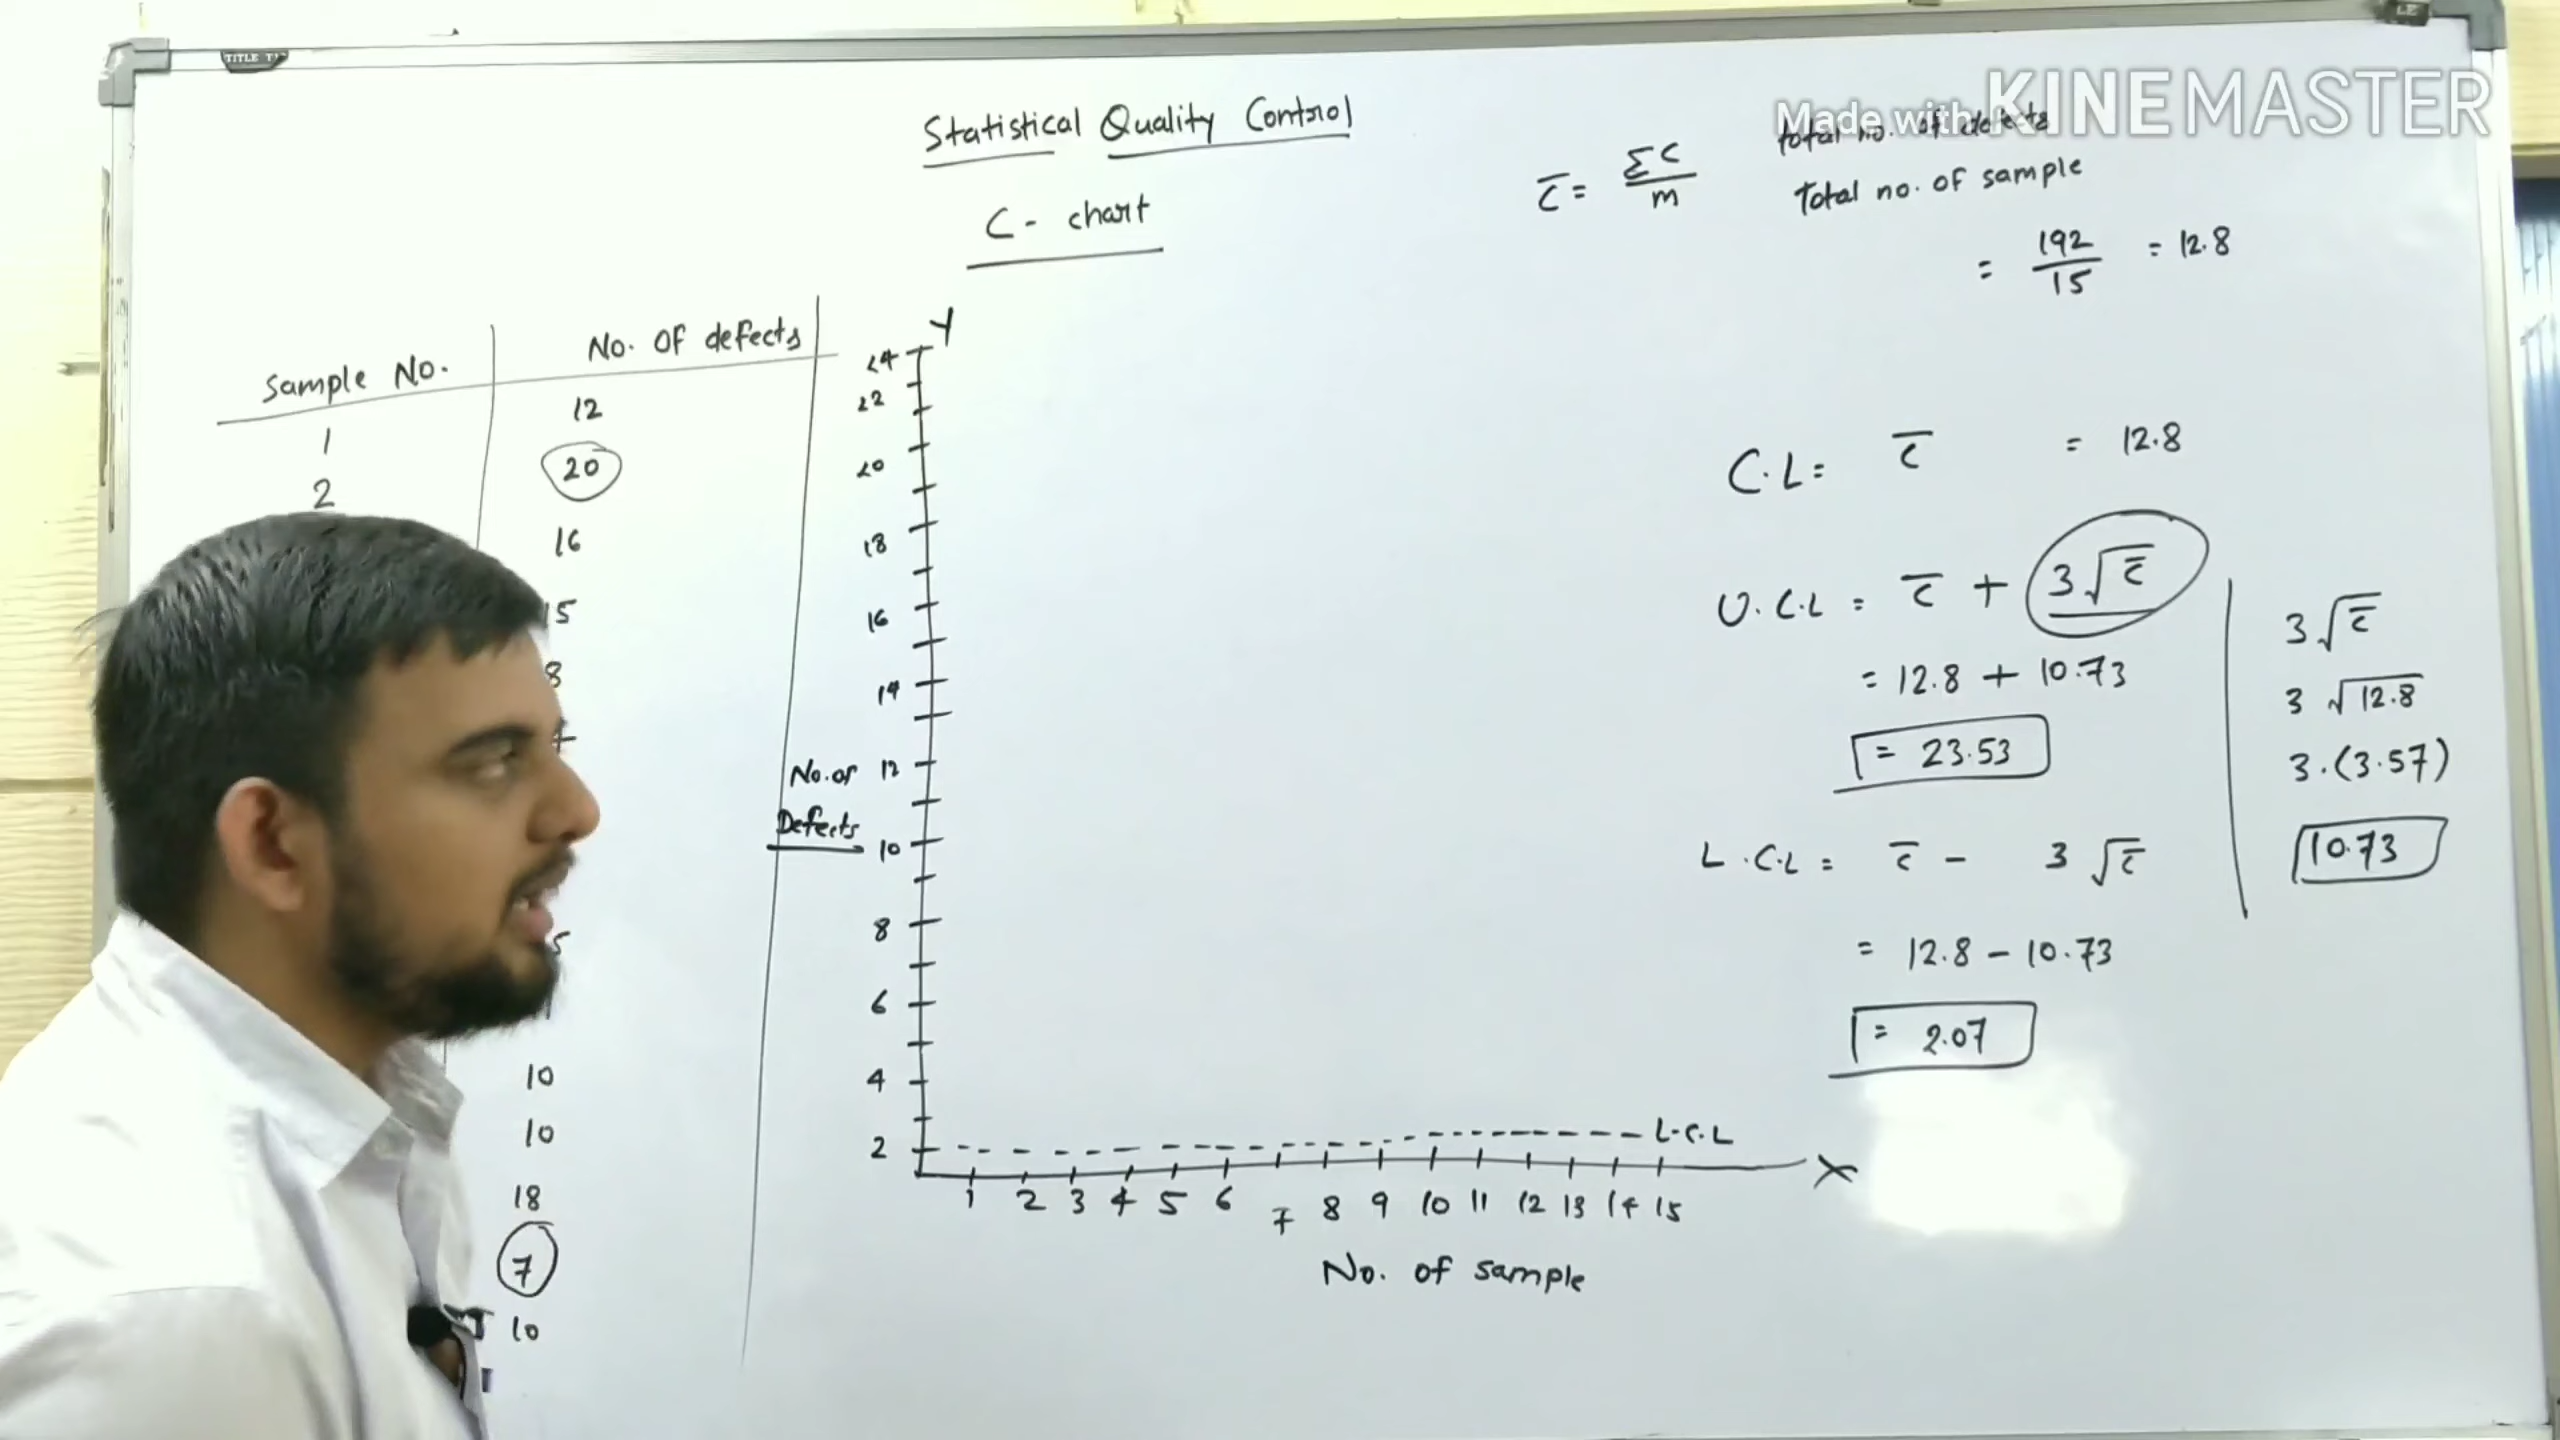 Made with KINEMASTER
Statistical Quality Control
C - chart
c̅ = ΣC / m
total no. of defects
Total no. of sample
= 192 / 15 = 12.8
Sample No. No. Of defects
1 12
2 20
16
15
8
5
10
10
18
7
10
Y
24
22
20
18
16
14
No. of 12
Defects 10
8
6
4
2
L.C.L
X
1 2 3 4 5 6 7 8 9 10 11 12 13 14 15
No. of sample
C.L = c̅ = 12.8
U.C.L = c̅ + 3√c̅
= 12.8 + 10.73
= 23.53
L.C.L = c̅ - 3√c̅
= 12.8 - 10.73
= 2.07
3√c̅
3 √12.8
3.(3.57)
10.73